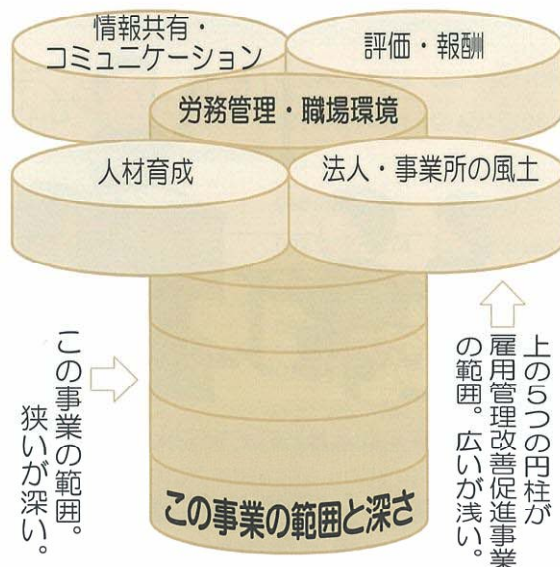 情報共有・
コミュニケーション
評価・報酬
労務管理・職場環境
人材育成
法人・事業所の風土
上の5つの円柱が
雇用管理改善促進事業
の範囲。広いが浅い。
この事業の範囲。
狭いが深い。
この事業の範囲と深さ